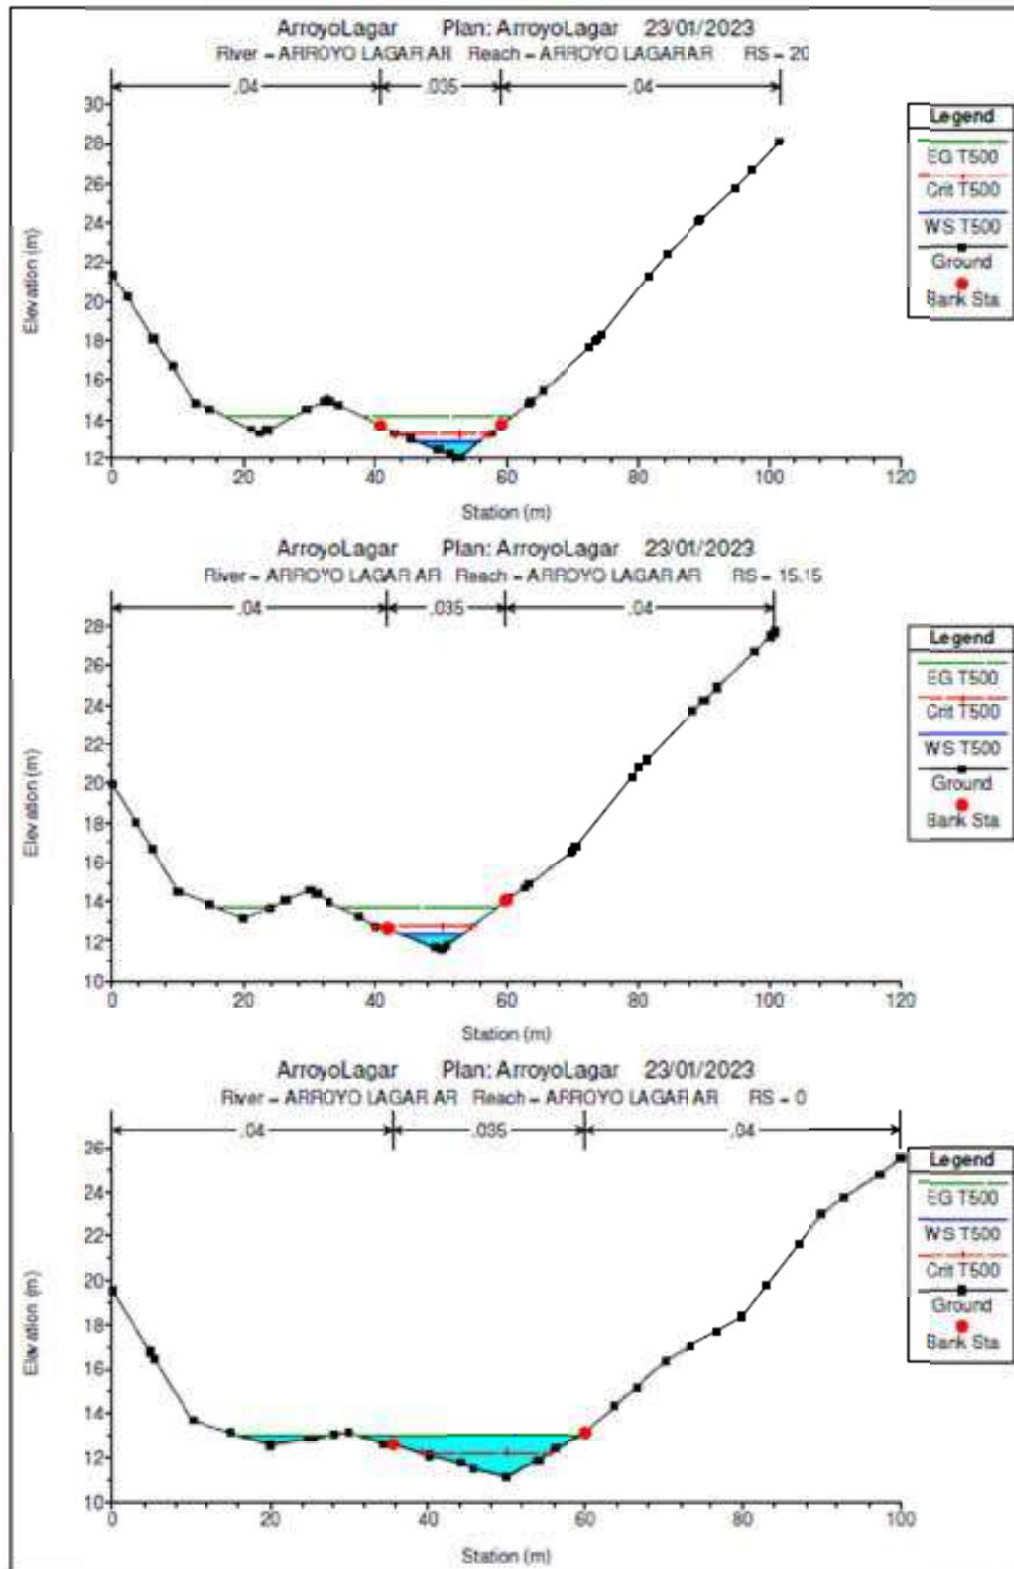 ArroyoLagar Plan: ArroyoLagar 23/01/2023
River = ARROYO LAGAR AR Reach = ARROYO LAGARAR RS = 20
.04 .035 .04
Elevation (m)
30
28
26
24
22
20
18
16
14
12
0 20 40 60 80 100 120
Station (m)
Legend
EG T500
Crit T500
WS T500
Ground
Bank Sta
ArroyoLagar Plan: ArroyoLagar 23/01/2023
River = ARROYO LAGAR AR Reach = ARROYO LAGAR AR RS = 15.15
.04 .035 .04
Elevation (m)
28
26
24
22
20
18
16
14
12
10
0 20 40 60 80 100 120
Station (m)
Legend
EG T500
Crit T500
WS T500
Ground
Bank Sta
ArroyoLagar Plan: ArroyoLagar 23/01/2023
River = ARROYO LAGAR AR Reach = ARROYO LAGAR AR RS = 0
.04 .035 .04
Elevation (m)
26
24
22
20
18
16
14
12
10
0 20 40 60 80 100
Station (m)
Legend
EG T500
WS T500
Crit T500
Ground
Bank Sta